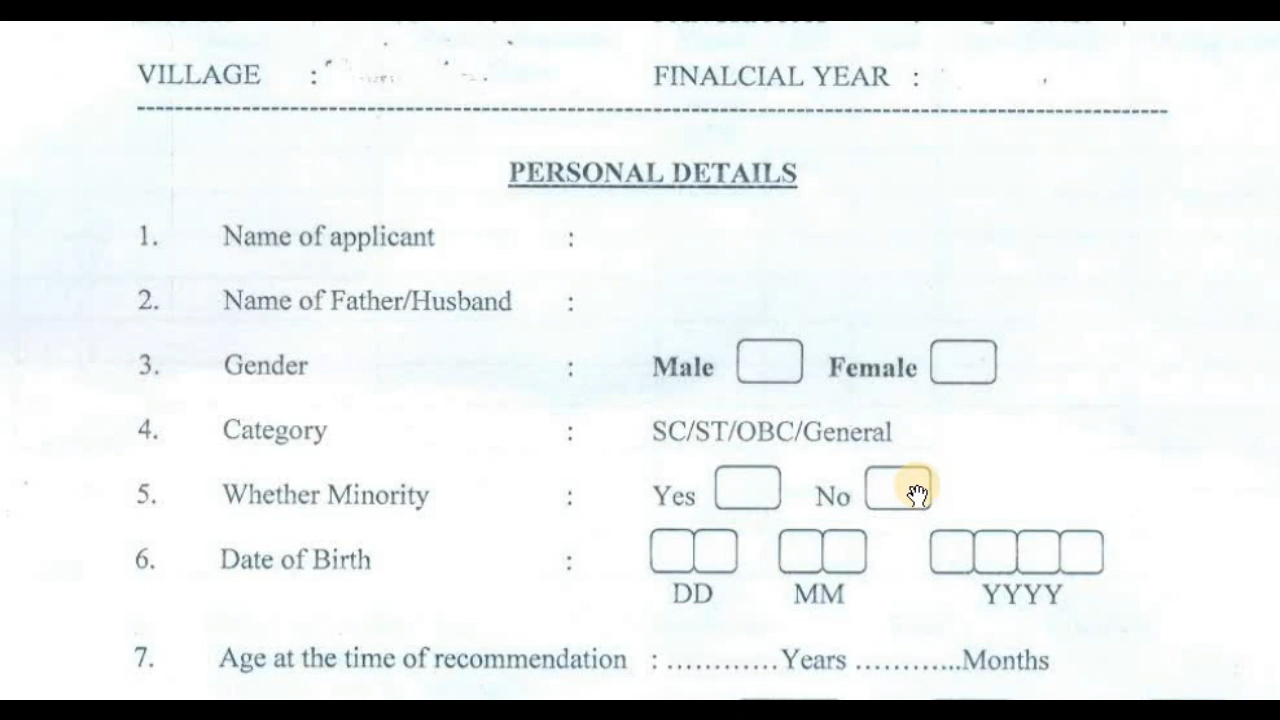 VILLAGE : FINALCIAL YEAR :
PERSONAL DETAILS
1. Name of applicant :
2. Name of Father/Husband :
3. Gender : Male Female
4. Category : SC/ST/OBC/General
5. Whether Minority : Yes No
6. Date of Birth :
DD MM YYYY
7. Age at the time of recommendation : ............Years ...........Months